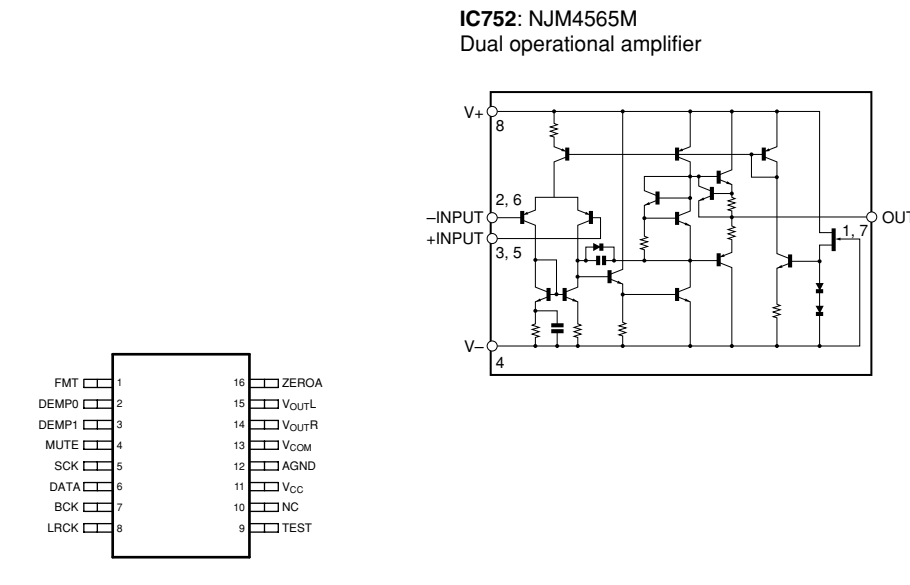 IC752: NJM4565M
Dual operational amplifier
V+
8
2, 6
–INPUT
+INPUT
3, 5
OUT
1, 7
V–
4
FMT 1
DEMP0 2
DEMP1 3
MUTE 4
SCK 5
DATA 6
BCK 7
LRCK 8
16 ZEROA
15 VOUTL
14 VOUTR
13 VCOM
12 AGND
11 VCC
10 NC
9 TEST